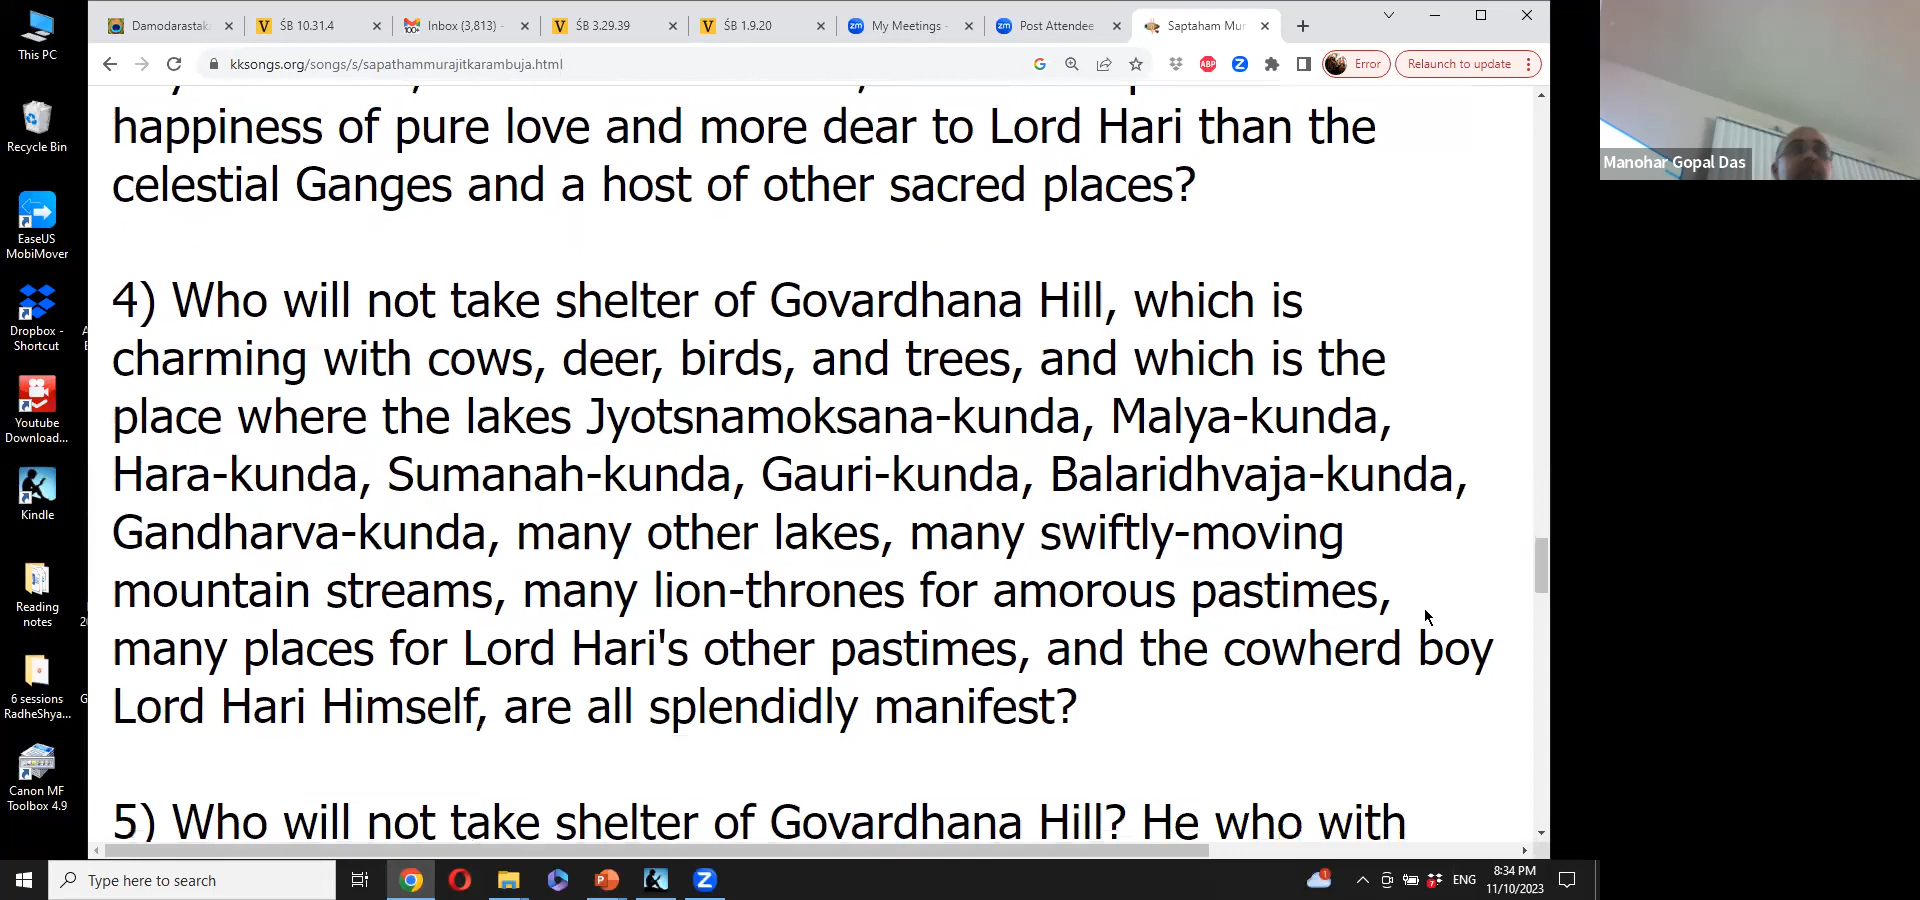 Damodarastak
ŚB 10.31.4
Inbox (3,813) -
ŚB 3.29.39
ŚB 1.9.20
My Meetings -
Post Attendee
Saptaham Mur
kksongs.org/songs/s/sapathammurajitkarambuja.html
Error
Relaunch to update
This PC
Recycle Bin
EaseUS
MobiMover
Dropbox -
Shortcut
Youtube
Download...
Kindle
Reading
notes
6 sessions
RadheShya...
Canon MF
Toolbox 4.9
happiness of pure love and more dear to Lord Hari than the
celestial Ganges and a host of other sacred places?
4) Who will not take shelter of Govardhana Hill, which is
charming with cows, deer, birds, and trees, and which is the
place where the lakes Jyotsnamoksana-kunda, Malya-kunda,
Hara-kunda, Sumanah-kunda, Gauri-kunda, Balaridhvaja-kunda,
Gandharva-kunda, many other lakes, many swiftly-moving
mountain streams, many lion-thrones for amorous pastimes,
many places for Lord Hari's other pastimes, and the cowherd boy
Lord Hari Himself, are all splendidly manifest?
5) Who will not take shelter of Govardhana Hill? He who with
Manohar Gopal Das
Type here to search
ENG
8:34 PM
11/10/2023